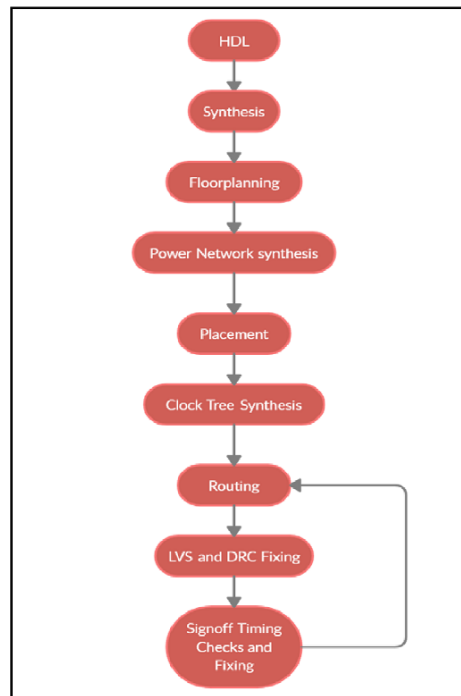 HDL
Synthesis
Floorplanning
Power Network synthesis
Placement
Clock Tree Synthesis
Routing
LVS and DRC Fixing
Signoff Timing
Checks and
Fixing